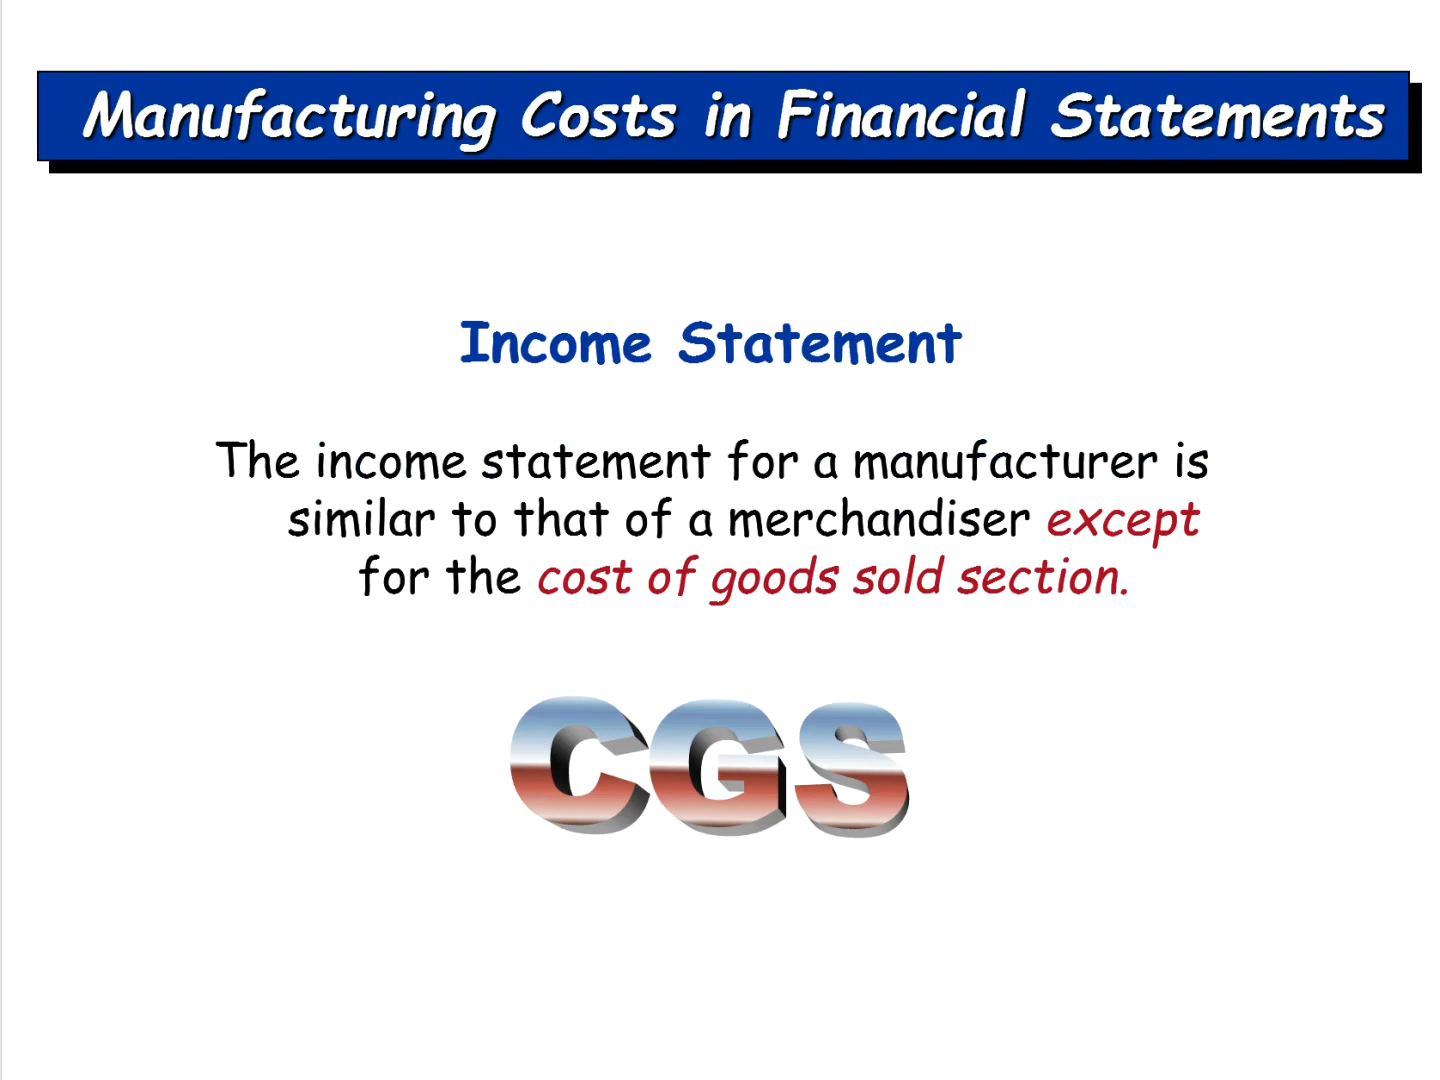 Manufacturing Costs in Financial Statements
Income Statement
The income statement for a manufacturer is
similar to that of a merchandiser except
for the cost of goods sold section.
CGS